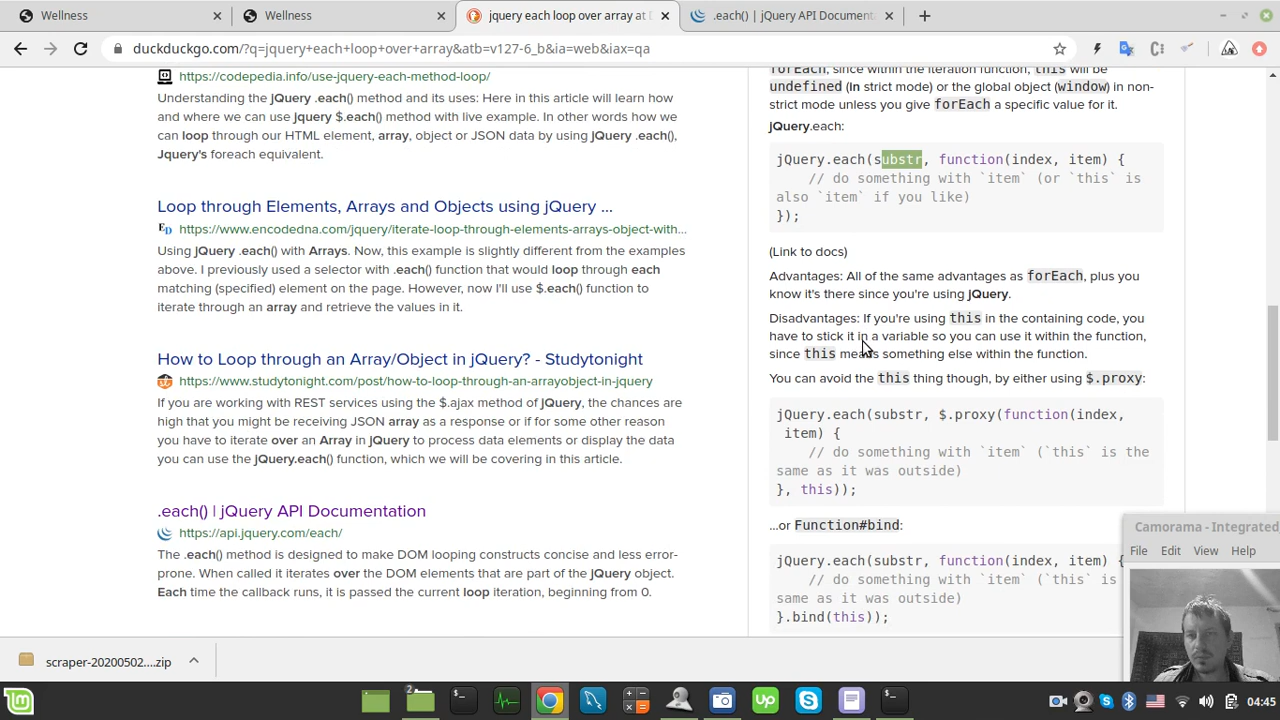 Wellness
Wellness
jquery each loop over array at
.each() | jQuery API Document
duckduckgo.com/?q=jquery+each+loop+over+array&atb=v127-6_b&ia=web&iax=qa
https://codepedia.info/use-jquery-each-method-loop/
Understanding the jQuery .each() method and its uses: Here in this article will learn how
and where we can use jquery $.each() method with live example. In other words how we
can loop through our HTML element, array, object or JSON data by using jQuery .each(),
Jquery's foreach equivalent.
Loop through Elements, Arrays and Objects using jQuery ...
https://www.encodedna.com/jquery/iterate-loop-through-elements-arrays-object-with...
Using jQuery .each() with Arrays. Now, this example is slightly different from the examples
above. I previously used a selector with .each() function that would loop through each
matching (specified) element on the page. However, now I'll use $.each() function to
iterate through an array and retrieve the values in it.
How to Loop through an Array/Object in jQuery? - Studytonight
https://www.studytonight.com/post/how-to-loop-through-an-arrayobject-in-jquery
If you are working with REST services using the $.ajax method of jQuery, the chances are
high that you might be receiving JSON array as a response or if for some other reason
you have to iterate over an Array in jQuery to process data elements or display the data
you can use the jQuery.each() function, which we will be covering in this article.
.each() | jQuery API Documentation
https://api.jquery.com/each/
The .each() method is designed to make DOM looping constructs concise and less error-
prone. When called it iterates over the DOM elements that are part of the jQuery object.
Each time the callback runs, it is passed the current loop iteration, beginning from 0.
forEach, since within the iteration function, this will be
undefined (In strict mode) or the global object (window) in non-
strict mode unless you give forEach a specific value for it.
jQuery.each:
jQuery.each(substr, function(index, item) {
// do something with `item` (or `this` is
also `item` if you like)
});
(Link to docs)
Advantages: All of the same advantages as forEach, plus you
know it's there since you're using jQuery.
Disadvantages: If you're using this in the containing code, you
have to stick it in a variable so you can use it within the function,
since this means something else within the function.
You can avoid the this thing though, by either using $.proxy:
jQuery.each(substr, $.proxy(function(index,
item) {
// do something with `item` (`this` is the
same as it was outside)
}, this));
...or Function#bind:
jQuery.each(substr, function(index, item) {
// do something with `item` (`this` is
same as it was outside)
}.bind(this));
Camorama - Integrated
File Edit View Help
scraper-20200502....zip
2
up
04:45